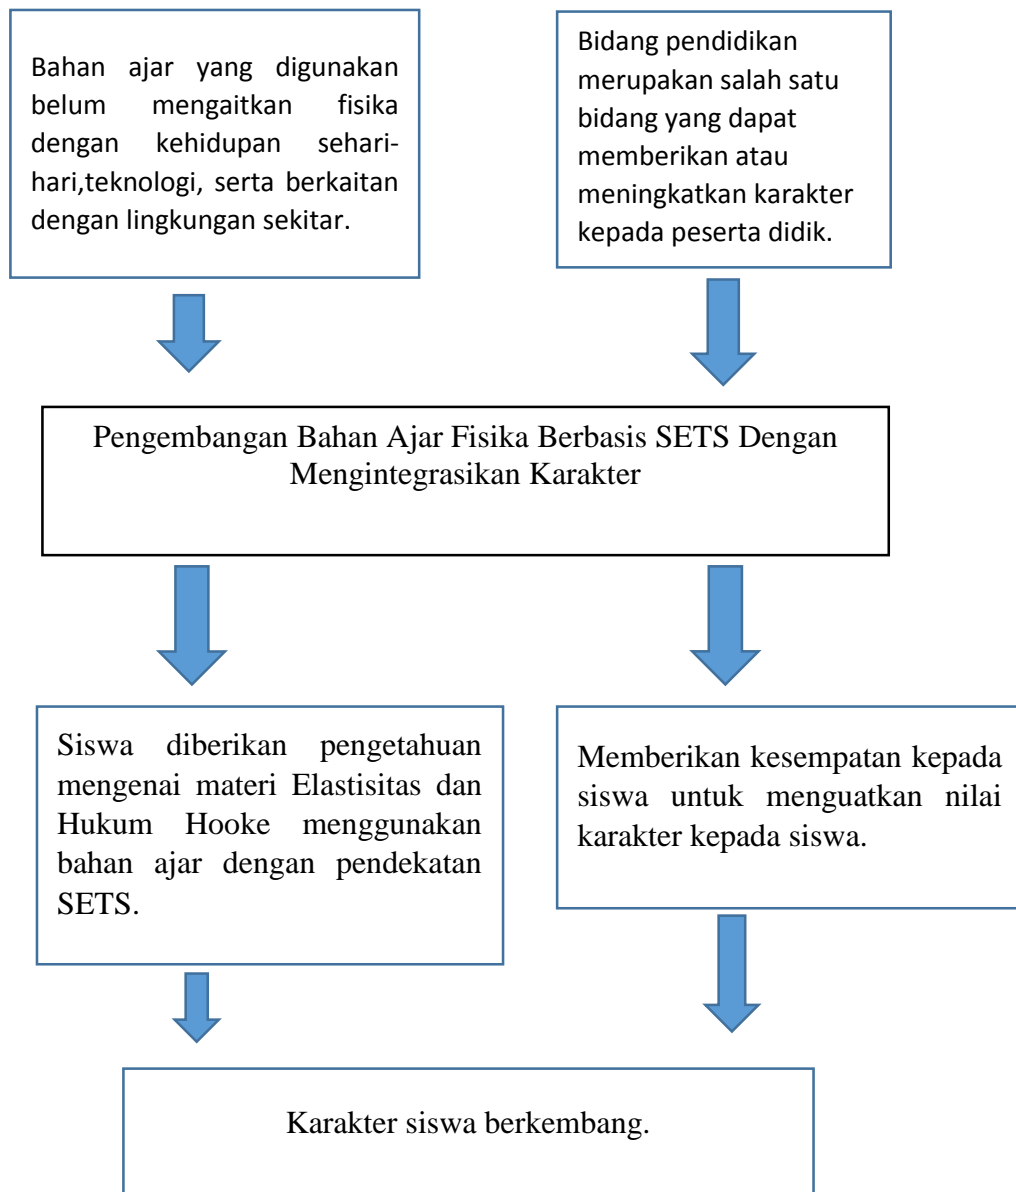 Bahan ajar yang digunakan
belum mengaitkan fisika
dengan kehidupan sehari-
hari,teknologi, serta berkaitan
dengan lingkungan sekitar.
Bidang pendidikan
merupakan salah satu
bidang yang dapat
memberikan atau
meningkatkan karakter
kepada peserta didik.
Pengembangan Bahan Ajar Fisika Berbasis SETS Dengan
Mengintegrasikan Karakter
Siswa diberikan pengetahuan
mengenai materi Elastisitas dan
Hukum Hooke menggunakan
bahan ajar dengan pendekatan
SETS.
Memberikan kesempatan kepada
siswa untuk menguatkan nilai
karakter kepada siswa.
Karakter siswa berkembang.